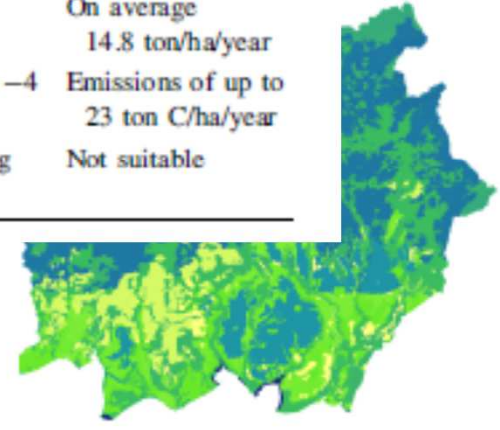 On average
14.8 ton/ha/year
−4 Emissions of up to
23 ton C/ha/year
g Not suitable